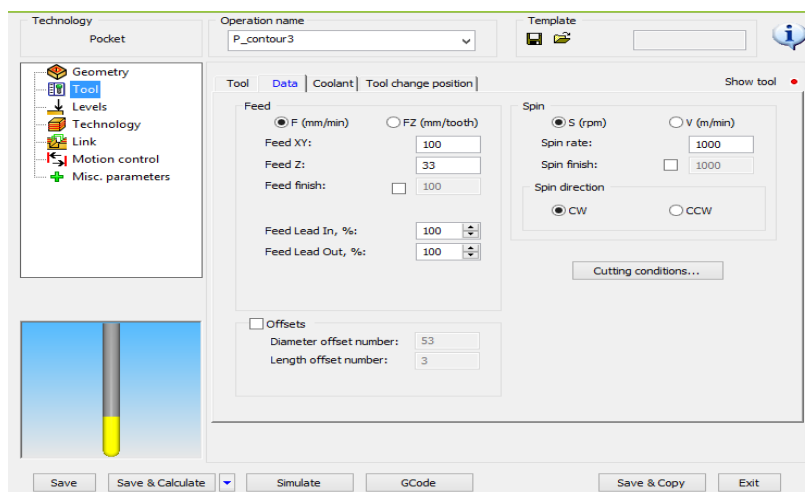 Technology
Operation name
Template
Pocket
P_contour3
Geometry
Tool
Levels
Technology
Link
Motion control
Misc. parameters
Tool
Data
Coolant
Tool change position
Show tool
Feed
F (mm/min)
FZ (mm/tooth)
Feed XY: 100
Feed Z: 33
Feed finish: 100
Feed Lead In, %: 100
Feed Lead Out, %: 100
Offsets
Diameter offset number: 53
Length offset number: 3
Spin
S (rpm)
V (m/min)
Spin rate: 1000
Spin finish: 1000
Spin direction
CW
CCW
Cutting conditions...
Save
Save & Calculate
Simulate
GCode
Save & Copy
Exit